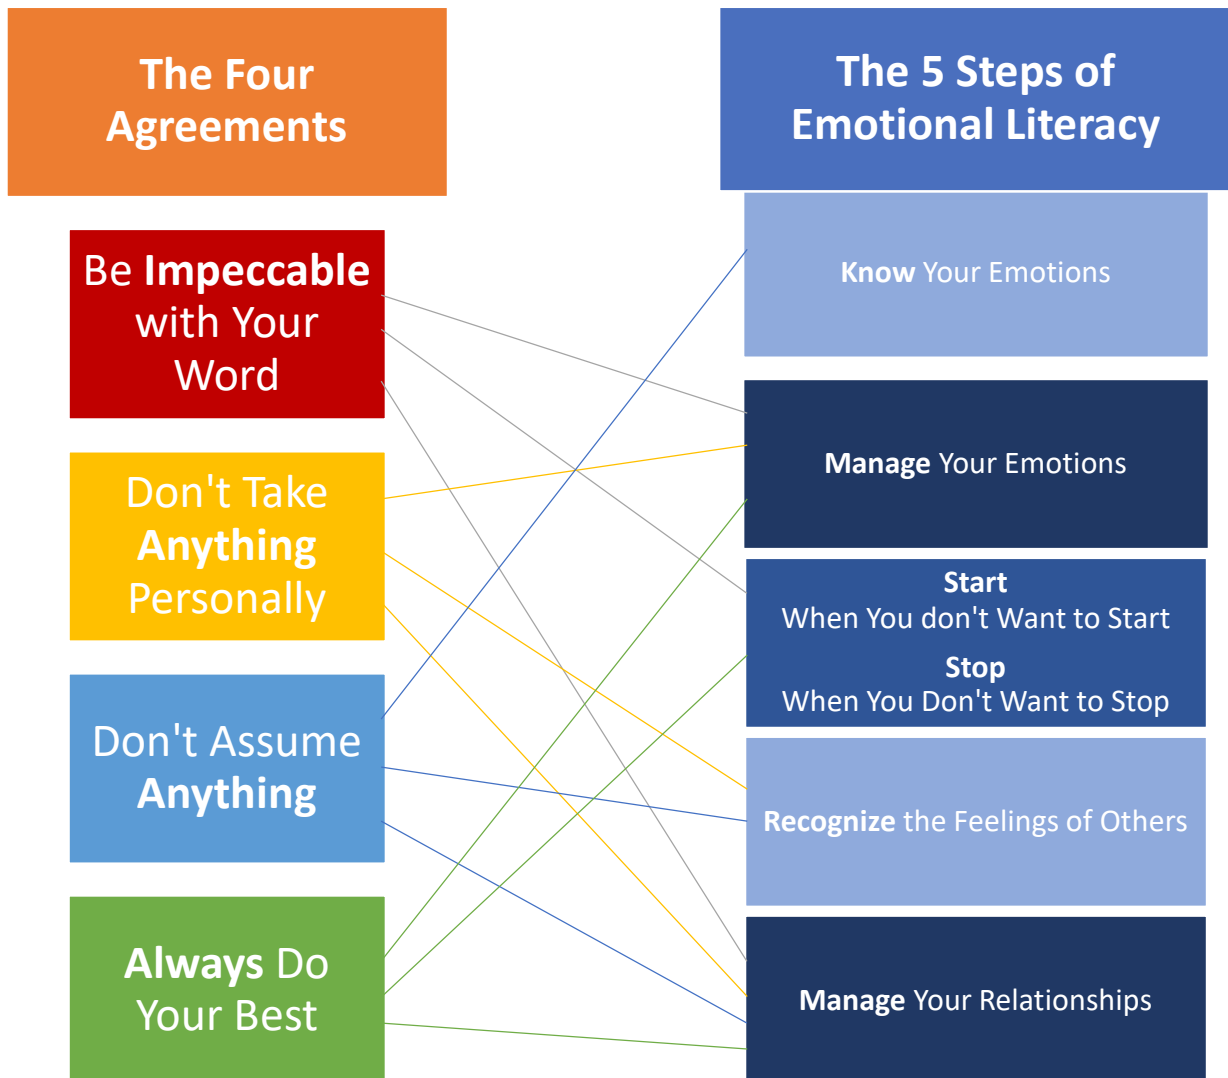 The Four
Agreements
Be Impeccable
with Your
Word
Don't Take
Anything
Personally
Don't Assume
Anything
Always Do
Your Best
The 5 Steps of
Emotional Literacy
Know Your Emotions
Manage Your Emotions
Start
When You don't Want to Start
Stop
When You Don't Want to Stop
Recognize the Feelings of Others
Manage Your Relationships